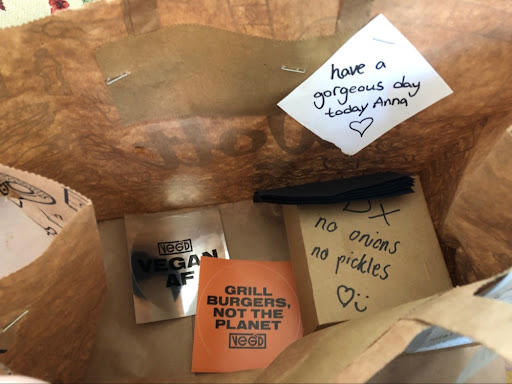 have a
gorgeous day
today Anna
♡
no onions
no pickles
VEGD
VEGAN
AF
GRILL
BURGERS,
NOT THE
PLANET
VEGD